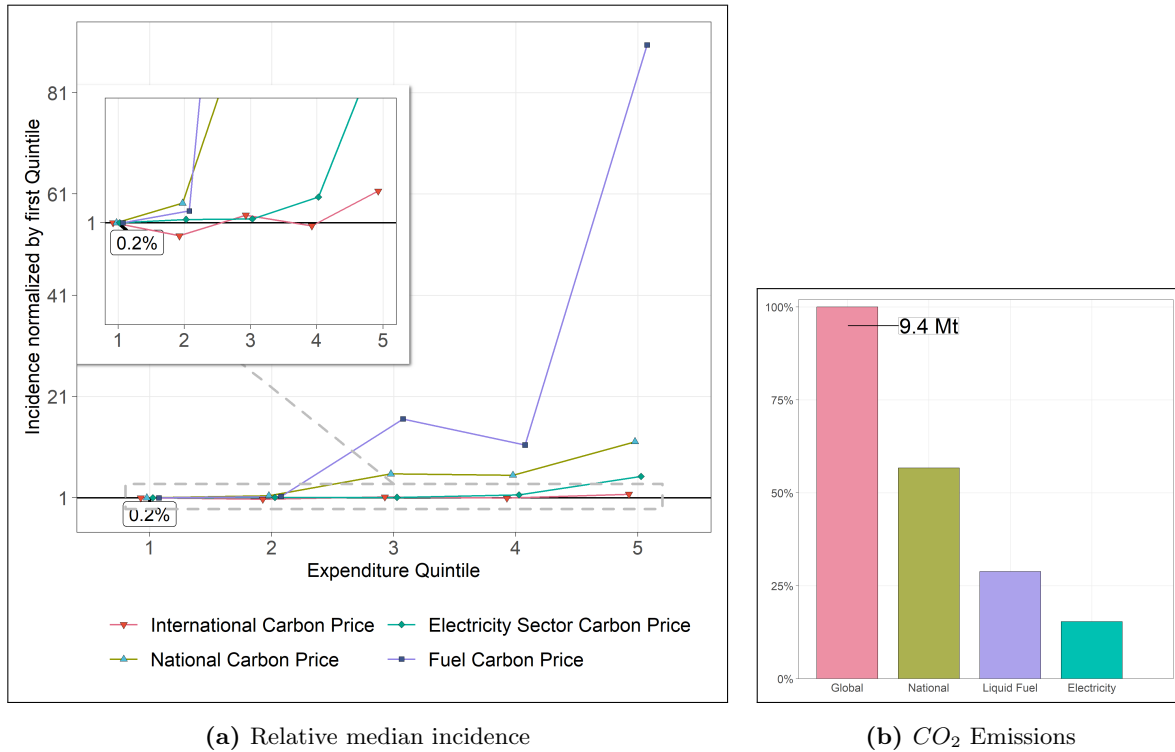 Incidence normalized by first Quintile
81
61
41
21
1
1
0.2%
1 2 3 4 5
0.2%
1 2 3 4 5
Expenditure Quintile
International Carbon Price
Electricity Sector Carbon Price
National Carbon Price
Fuel Carbon Price
(a) Relative median incidence
100%
75%
50%
25%
0%
9.4 Mt
Global National Liquid Fuel Electricity
(b) CO₂ Emissions